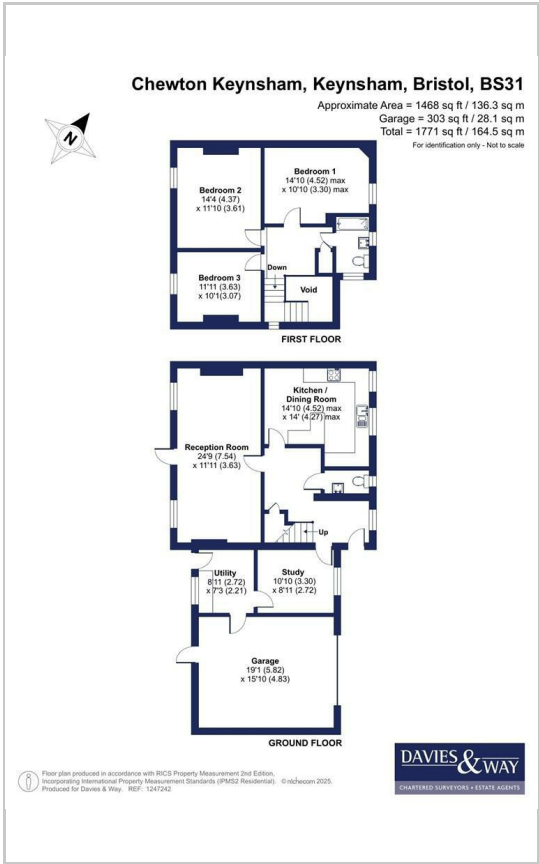 Chewton Keynsham, Keynsham, Bristol, BS31
Approximate Area = 1468 sq ft / 136.3 sq m
Garage = 303 sq ft / 28.1 sq m
Total = 1771 sq ft / 164.5 sq m
For identification only - Not to scale
N
Bedroom 2
14'4 (4.37)
x 11'10 (3.61)
Bedroom 1
14'10 (4.52) max
x 10'10 (3.30) max
Bedroom 3
11'11 (3.63)
x 10'1(3.07)
Down
Void
FIRST FLOOR
Kitchen /
Dining Room
14'10 (4.52) max
x 14' (4.27) max
Reception Room
24'9 (7.54)
x 11'11 (3.63)
Up
Utility
8'11 (2.72)
x 7'3 (2.21)
Study
10'10 (3.30)
x 8'11 (2.72)
Garage
19'1 (5.82)
x 15'10 (4.83)
GROUND FLOOR
Floor plan produced in accordance with RICS Property Measurement 2nd Edition,
Incorporating International Property Measurement Standards (IPMS2 Residential). ©nichecom 2025.
Produced for Davies & Way. REF: 1247242
DAVIES & WAY
CHARTERED SURVEYORS • ESTATE AGENTS